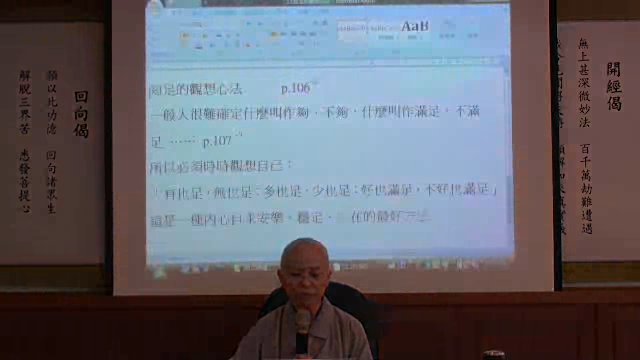 知足的觀想心法 p.106
一般人很難確定什麼叫作夠、不夠，什麼叫作滿足，不滿
足 …… p.107
所以必須時時觀想自己：
「有也足，無也足；多也足，少也足；好也滿足，不好也滿足」
這是一種內心自求安樂、穩定、 在的最好方法
開經偈
無上甚深微妙法 百千萬劫難遭遇
回向偈
願以此功德 回向諸眾生
解脫三界苦 悉發菩提心
AaB